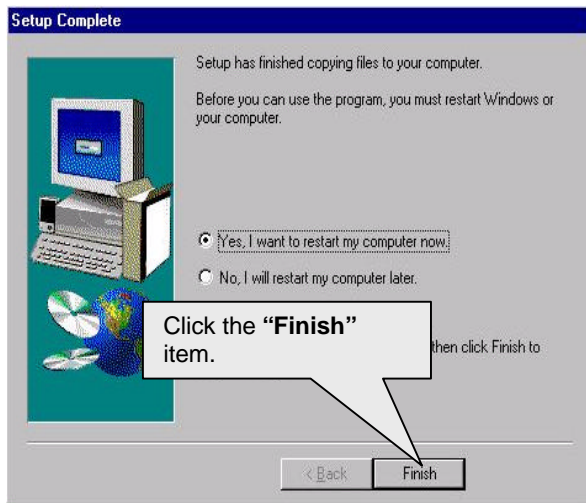 Setup Complete
Setup has finished copying files to your computer.
Before you can use the program, you must restart Windows or
your computer.
Yes, I want to restart my computer now.
No, I will restart my computer later.
Click the “Finish”
item.
then click Finish to
< Back
Finish